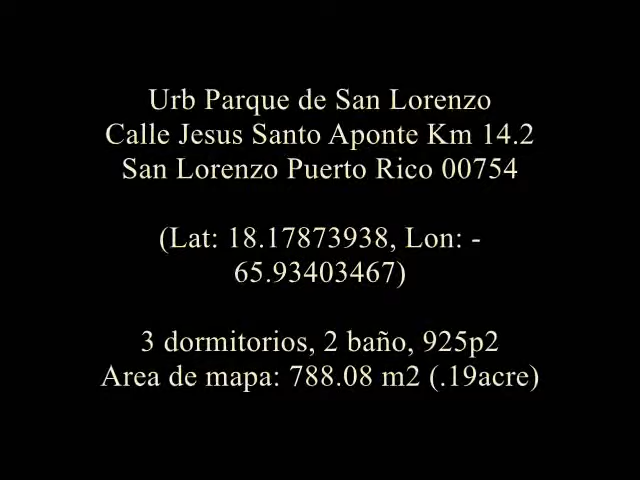 Urb Parque de San Lorenzo
Calle Jesus Santo Aponte Km 14.2
San Lorenzo Puerto Rico 00754
(Lat: 18.17873938, Lon: -
65.93403467)
3 dormitorios, 2 baño, 925p2
Area de mapa: 788.08 m2 (.19acre)